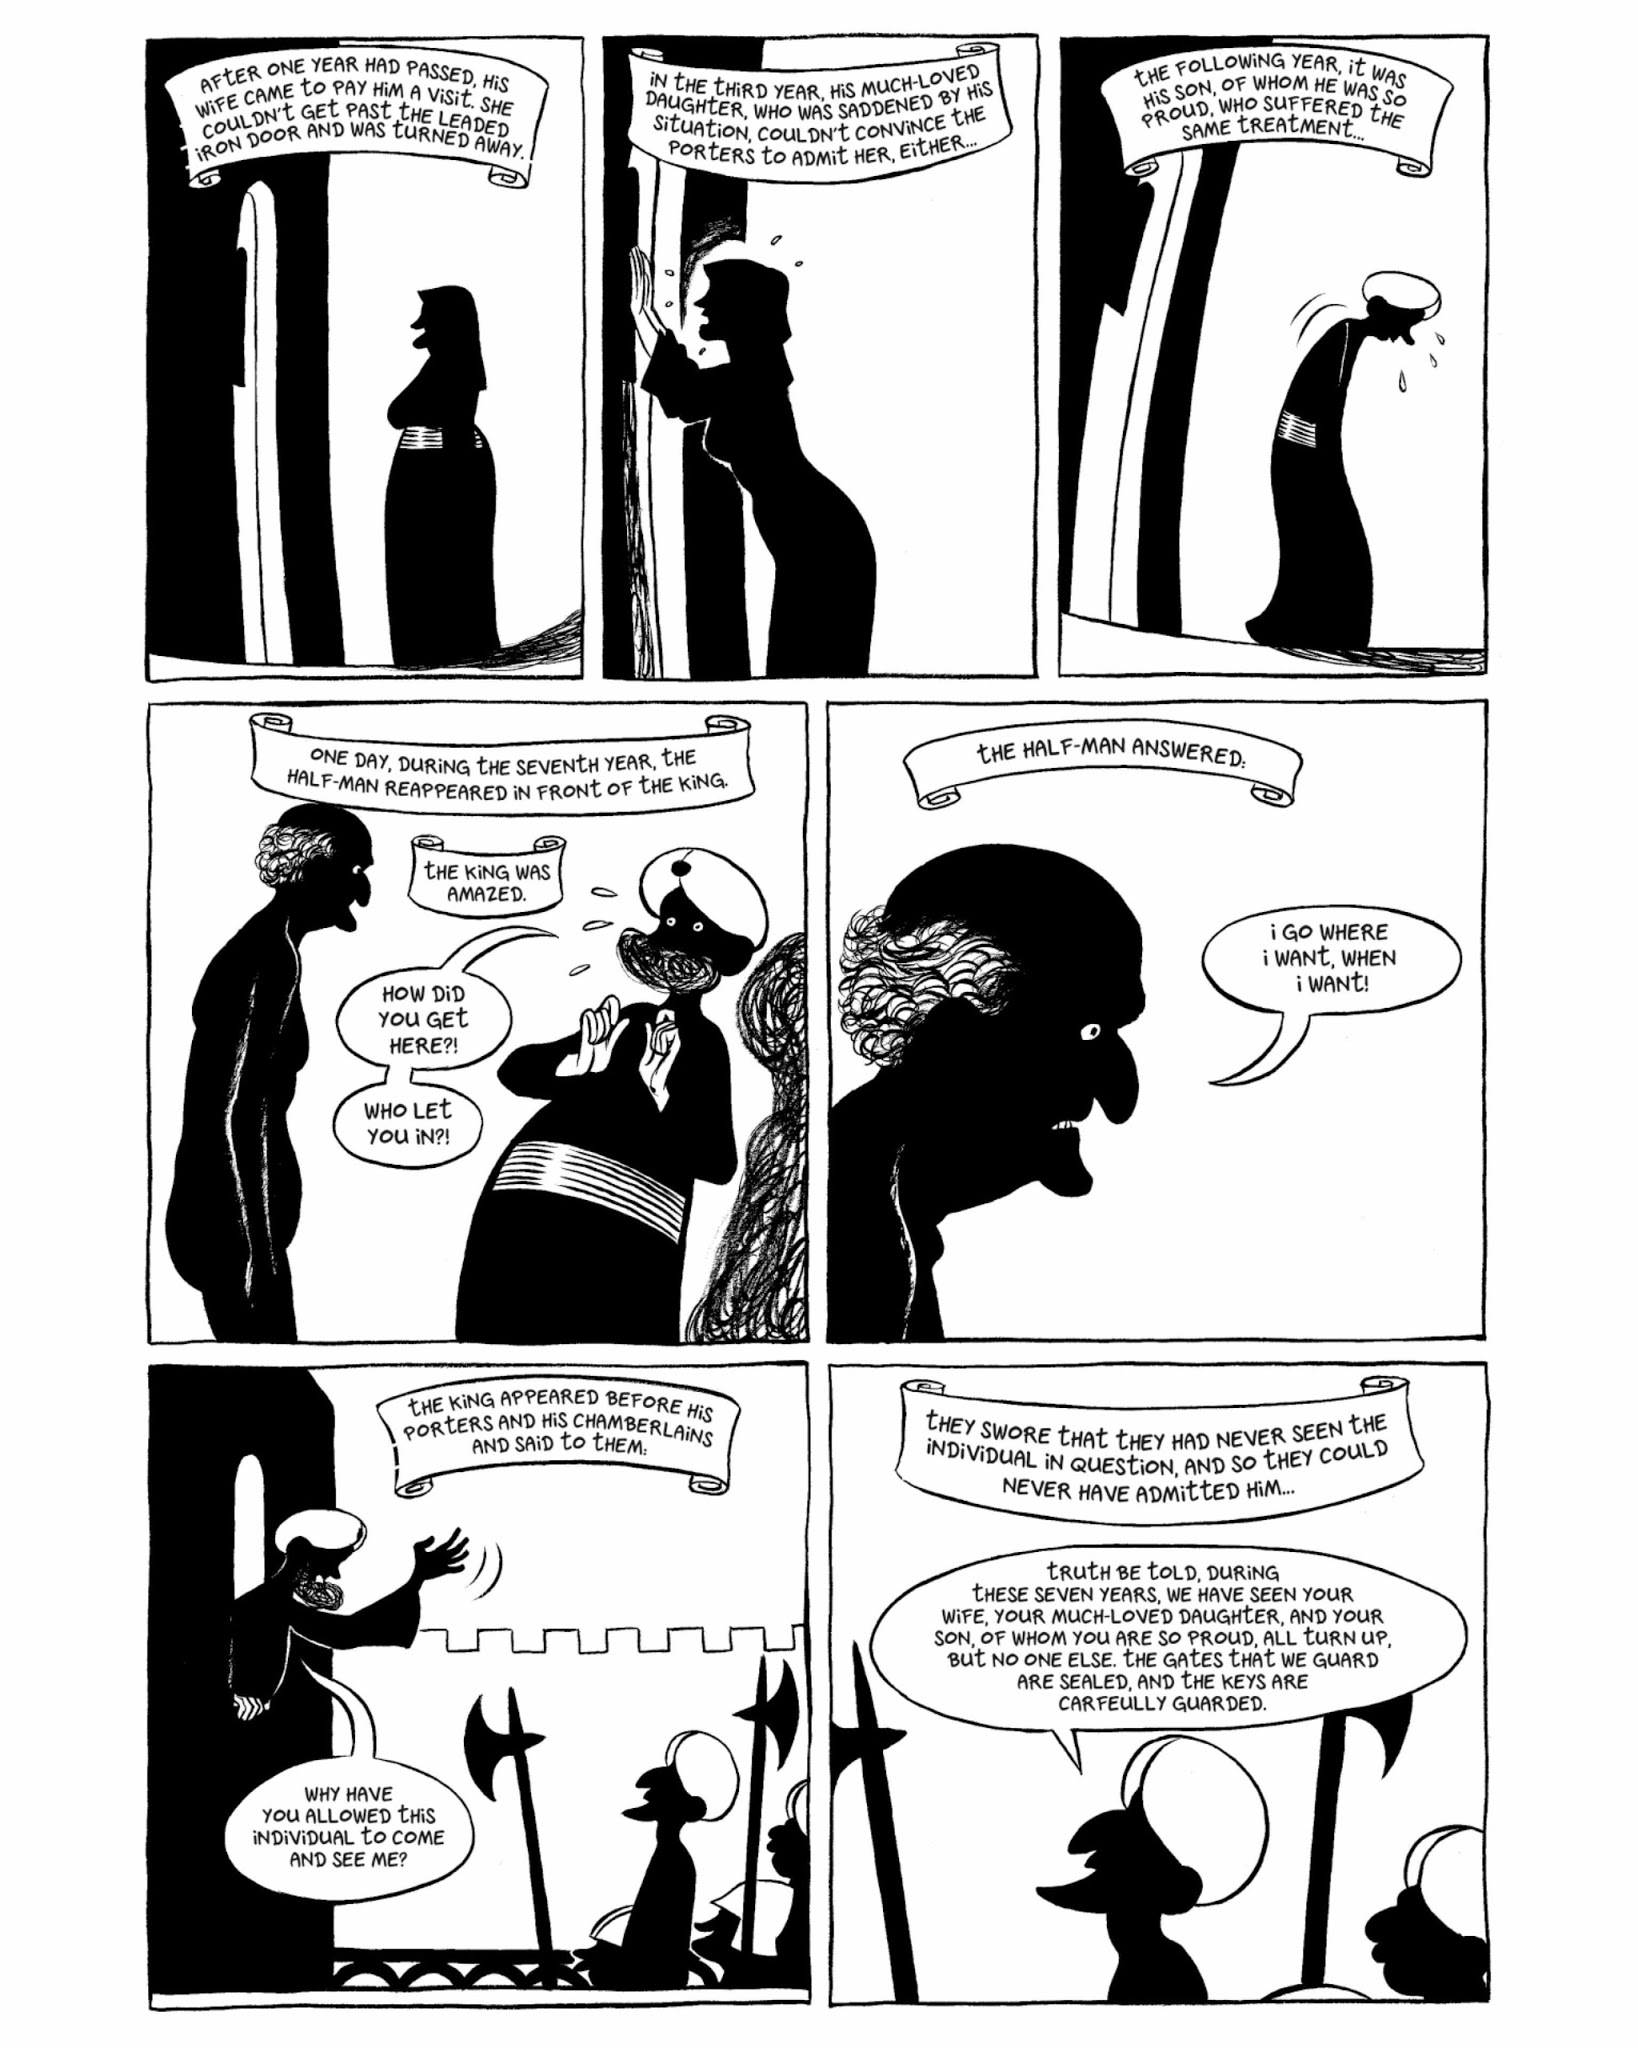 AFTER ONE YEAR HAD PASSED, HIS
WIFE CAME TO PAY HIM A VISIT. SHE
COULDN'T GET PAST THE LEADED
IRON DOOR AND WAS TURNED AWAY.
IN THE THIRD YEAR, HIS MUCH-LOVED
DAUGHTER, WHO WAS SADDENED BY HIS
SITUATION, COULDN'T CONVINCE THE
PORTERS TO ADMIT HER, EITHER...
THE FOLLOWING YEAR, IT WAS
HIS SON, OF WHOM HE WAS SO
PROUD, WHO SUFFERED THE
SAME TREATMENT...
ONE DAY, DURING THE SEVENTH YEAR, THE
HALF-MAN REAPPEARED IN FRONT OF THE KING.
THE KING WAS
AMAZED.
HOW DID
YOU GET
HERE?!
WHO LET
YOU IN?!
THE HALF-MAN ANSWERED:
I GO WHERE
I WANT, WHEN
I WANT!
THE KING APPEARED BEFORE HIS
PORTERS AND HIS CHAMBERLAINS
AND SAID TO THEM:
WHY HAVE
YOU ALLOWED THIS
INDIVIDUAL TO COME
AND SEE ME?
THEY SWORE THAT THEY HAD NEVER SEEN THE
INDIVIDUAL IN QUESTION, AND SO THEY COULD
NEVER HAVE ADMITTED HIM...
TRUTH BE TOLD, DURING
THESE SEVEN YEARS, WE HAVE SEEN YOUR
WIFE, YOUR MUCH-LOVED DAUGHTER, AND YOUR
SON, OF WHOM YOU ARE SO PROUD, ALL TURN UP,
BUT NO ONE ELSE. THE GATES THAT WE GUARD
ARE SEALED, AND THE KEYS ARE
CARFEULLY GUARDED.